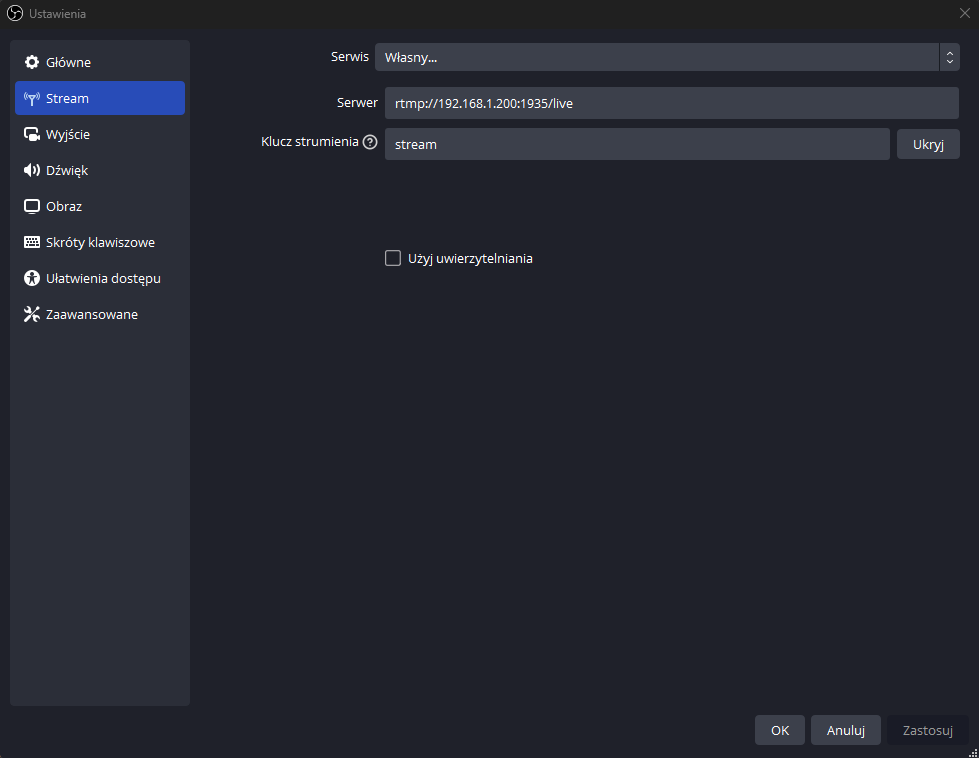 Ustawienia
Główne
Stream
Wyjście
Dźwięk
Obraz
Skróty klawiszowe
Ułatwienia dostępu
Zaawansowane
Serwis Własny...
Serwer rtmp://192.168.1.200:1935/live
Klucz strumienia ? stream Ukryj
Użyj uwierzytelniania
OK Anuluj Zastosuj